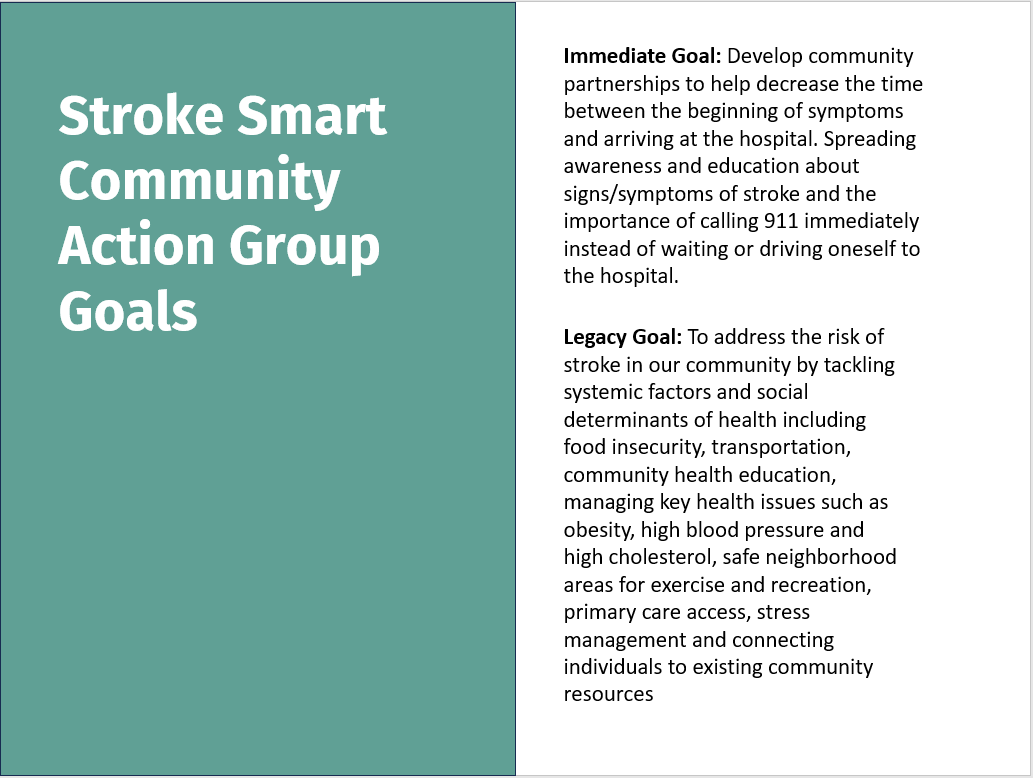 Stroke Smart
Community
Action Group
Goals
Immediate Goal: Develop community
partnerships to help decrease the time
between the beginning of symptoms
and arriving at the hospital. Spreading
awareness and education about
signs/symptoms of stroke and the
importance of calling 911 immediately
instead of waiting or driving oneself to
the hospital.
Legacy Goal: To address the risk of
stroke in our community by tackling
systemic factors and social
determinants of health including
food insecurity, transportation,
community health education,
managing key health issues such as
obesity, high blood pressure and
high cholesterol, safe neighborhood
areas for exercise and recreation,
primary care access, stress
management and connecting
individuals to existing community
resources